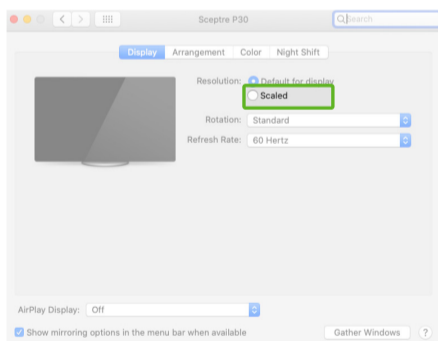 Sceptre P30
Search
Display Arrangement Color Night Shift
Resolution: Default for display
Scaled
Rotation: Standard
Refresh Rate: 60 Hertz
AirPlay Display: Off
Show mirroring options in the menu bar when available
Gather Windows ?